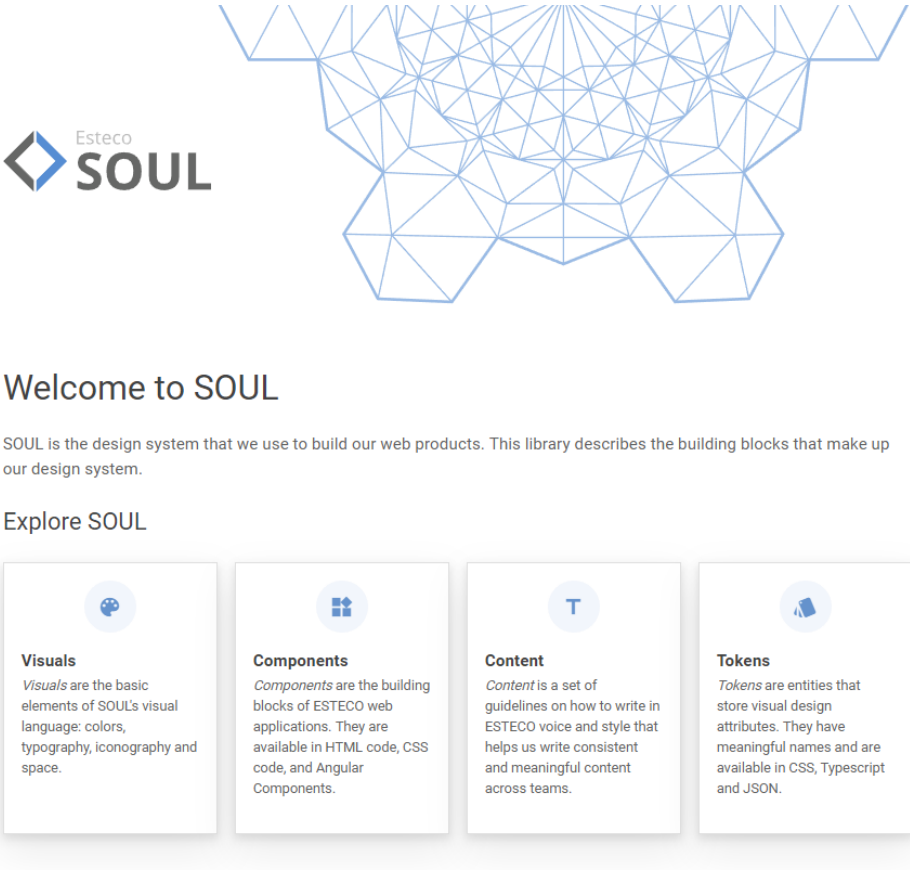 Esteco
SOUL
Welcome to SOUL
SOUL is the design system that we use to build our web products. This library describes the building blocks that make up
our design system.
Explore SOUL
Visuals
Visuals are the basic
elements of SOUL's visual
language: colors,
typography, iconography and
space.
Components
Components are the building
blocks of ESTECO web
applications. They are
available in HTML code, CSS
code, and Angular
Components.
T
Content
Content is a set of
guidelines on how to write in
ESTECO voice and style that
helps us write consistent
and meaningful content
across teams.
Tokens
Tokens are entities that
store visual design
attributes. They have
meaningful names and are
available in CSS, Typescript
and JSON.